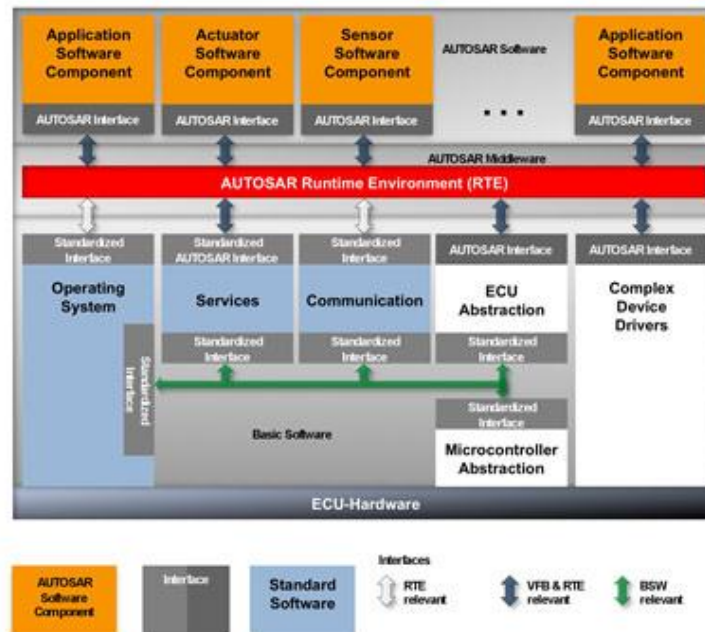 Application
Software
Component
AUTOSAR Interface
Actuator
Software
Component
AUTOSAR Interface
Sensor
Software
Component
AUTOSAR Interface
AUTOSAR Software
. . .
Application
Software
Component
AUTOSAR Interface
AUTOSAR Middleware
AUTOSAR Runtime Environment (RTE)
Standardized
Interface
Operating
System
Standardized
Interface
Standardized
AUTOSAR Interface
Services
Standardized
Interface
Standardized
Interface
Communication
Standardized
Interface
AUTOSAR Interface
ECU
Abstraction
Standardized
Interface
Standardized
Interface
Microcontroller
Abstraction
AUTOSAR Interface
Complex
Device
Drivers
Basic Software
ECU-Hardware
AUTOSAR
Software
Component
Interface
Standard
Software
Interfaces
RTE
relevant
VFB & RTE
relevant
BSW
relevant